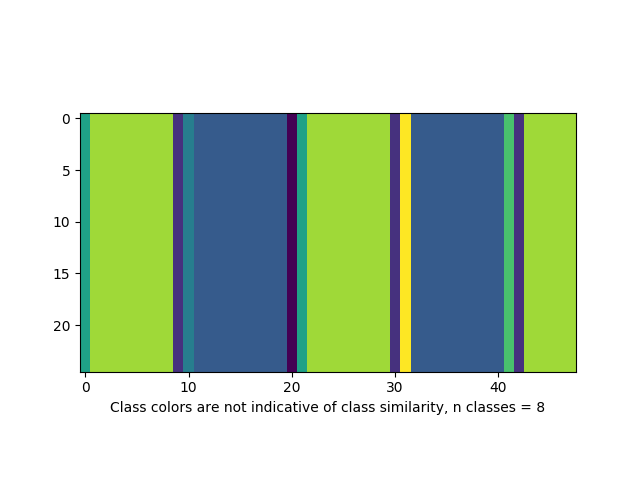 0
5
10
15
20
0 10 20 30 40
Class colors are not indicative of class similarity, n classes = 8